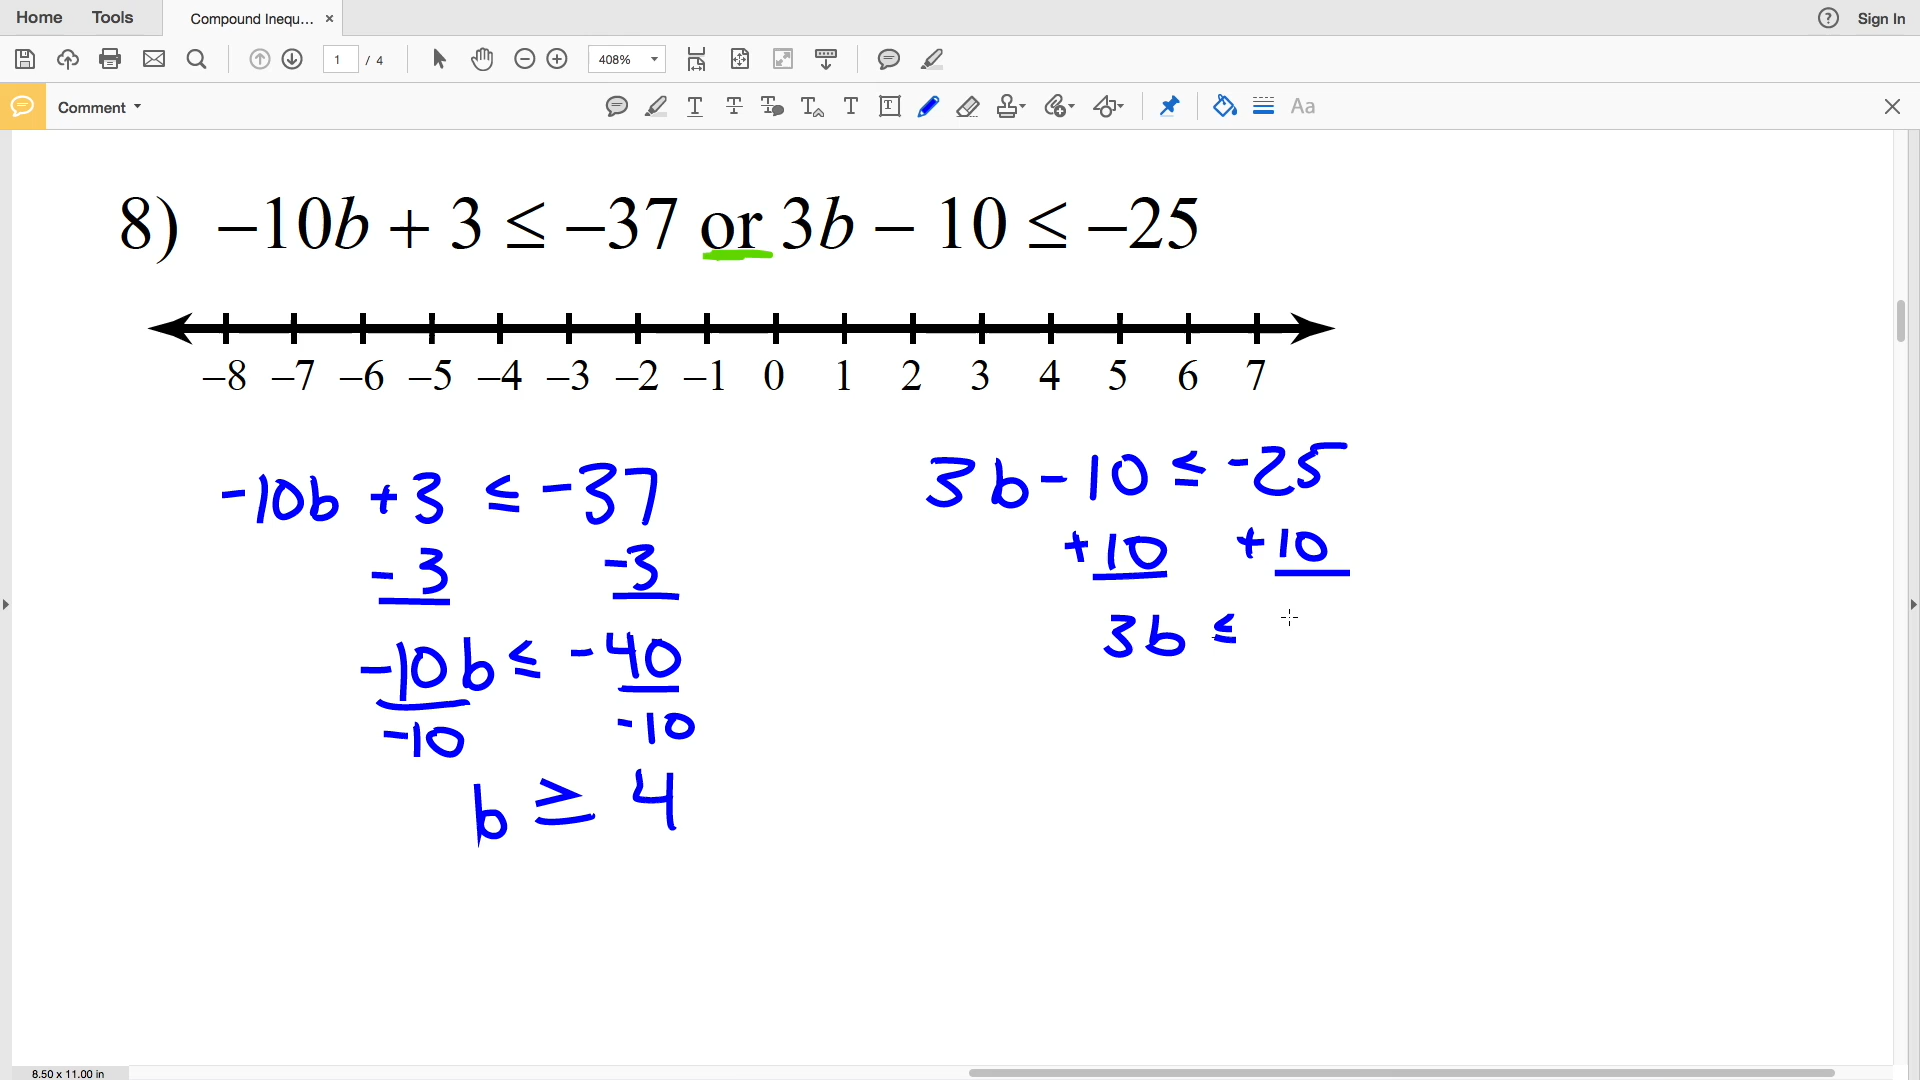 Home Tools Compound Inequ... × ? Sign In
1 / 4 408%
Comment T T T T T T Aa
8) −10b + 3 ≤ −37 or 3b − 10 ≤ −25
−8 −7 −6 −5 −4 −3 −2 −1 0 1 2 3 4 5 6 7
-10b + 3 ≤ -37
3b - 10 ≤ -25
- 3 -3
+10 +10
-10b ≤ -40
3b ≤
-10 -10
b ≥ 4
8.50 x 11.00 in